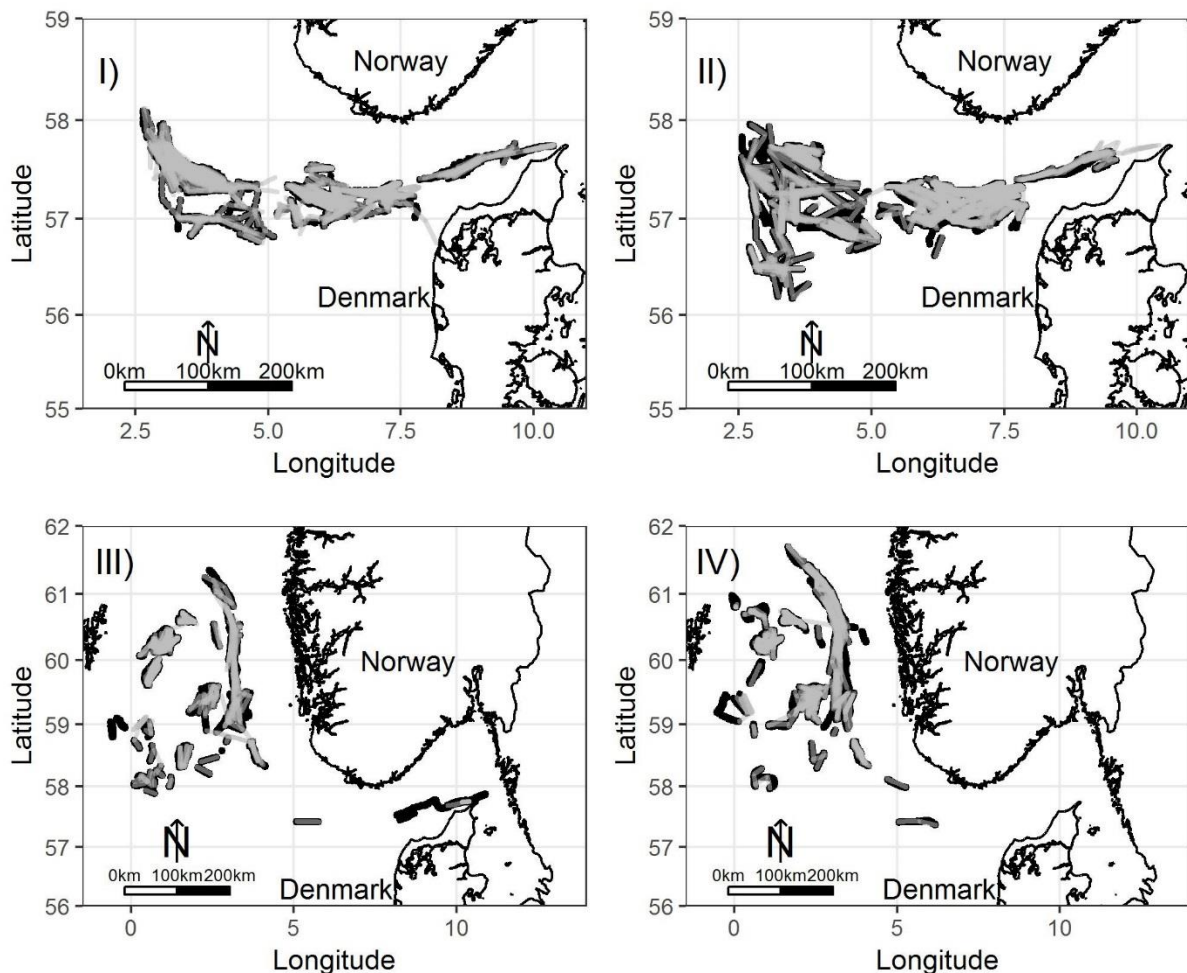 I)
Norway
Denmark
N
0km 100km 200km
59
58
57
56
55
Latitude
2.5 5.0 7.5 10.0
Longitude
II)
Norway
Denmark
N
0km 100km 200km
59
58
57
56
55
Latitude
2.5 5.0 7.5 10.0
Longitude
III)
Norway
Denmark
N
0km 100km 200km
62
61
60
59
58
57
56
Latitude
0 5 10
Longitude
IV)
Norway
Denmark
N
0km 100km 200km
62
61
60
59
58
57
56
Latitude
0 5 10
Longitude